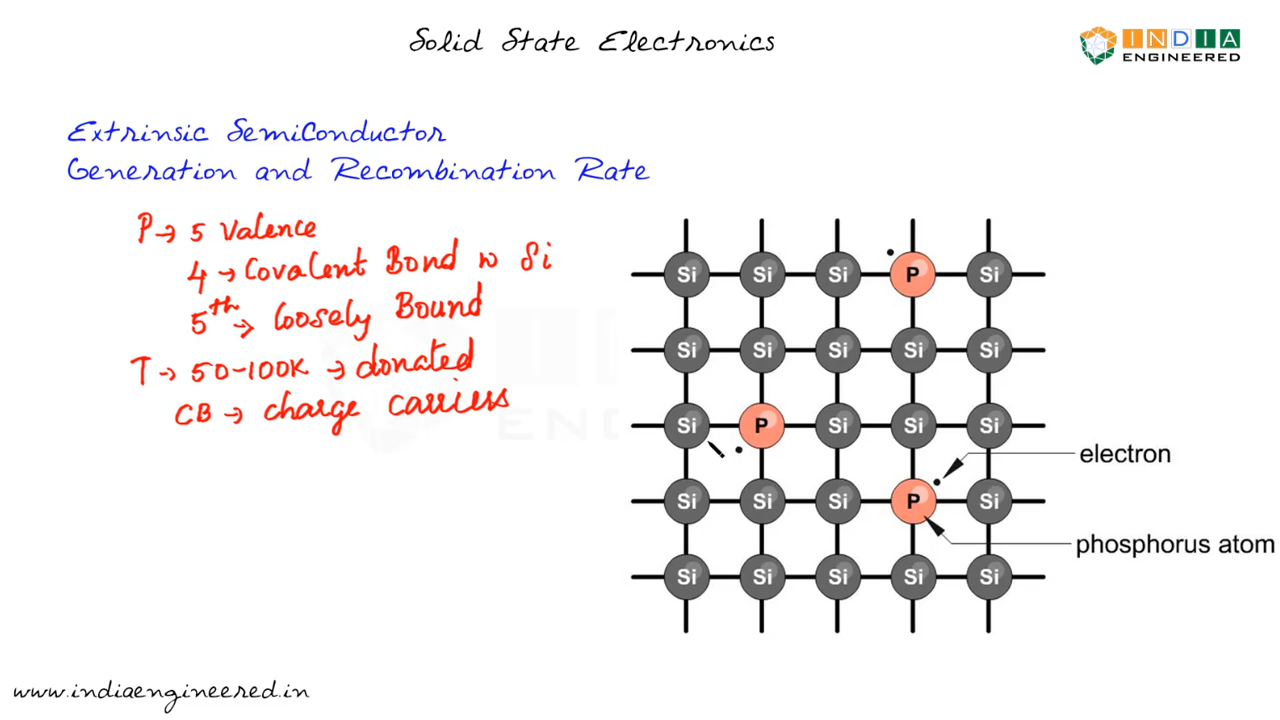 Solid State Electronics
INDIA
ENGINEERED
Extrinsic SemiConductor
Generation and Recombination Rate
P→ 5 Valence
4 → Covalent Bond w Si
5th → Loosely Bound
T → 50-100K → donated
CB → charge carriers
Si Si Si P Si
Si Si Si Si Si
Si P Si Si Si
electron
Si Si Si P Si
phosphorus atom
Si Si Si Si Si
www.indiaengineered.in